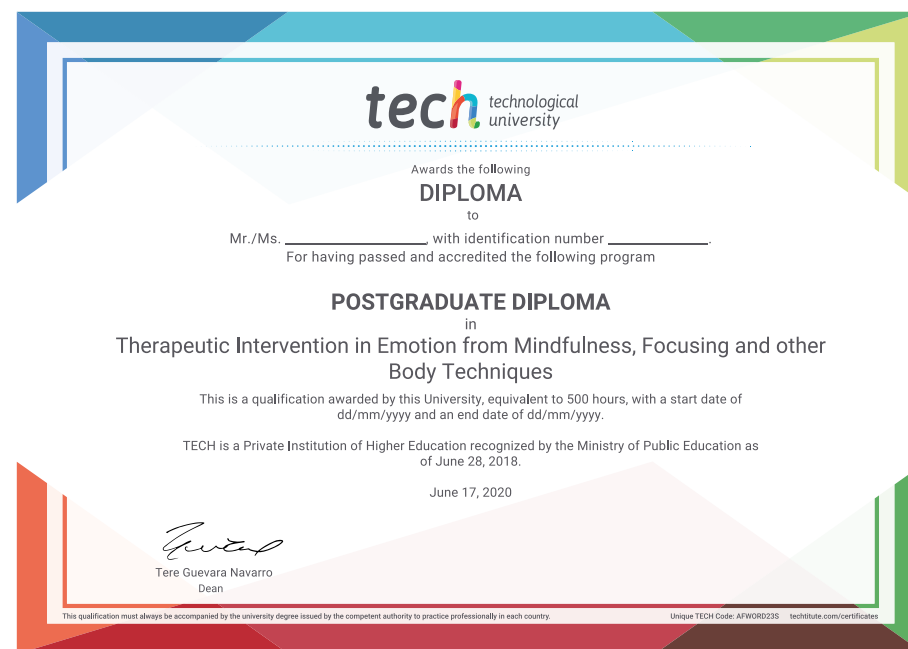 tech technological
university
Awards the following
DIPLOMA
to
Mr./Ms. ____________________, with identification number ______________.
For having passed and accredited the following program
POSTGRADUATE DIPLOMA
in
Therapeutic Intervention in Emotion from Mindfulness, Focusing and other
Body Techniques
This is a qualification awarded by this University, equivalent to 500 hours, with a start date of
dd/mm/yyyy and an end date of dd/mm/yyyy.
TECH is a Private Institution of Higher Education recognized by the Ministry of Public Education as
of June 28, 2018.
June 17, 2020
Tere Guevara Navarro
Dean
This qualification must always be accompanied by the university degree issued by the competent authority to practice professionally in each country. Unique TECH Code: AFWORD23S techtitute.com/certificates